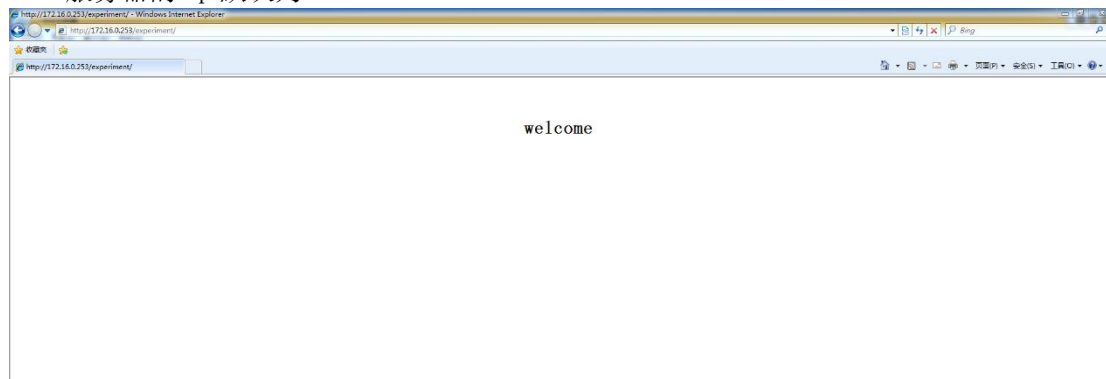 http://172.16.0.253/experiment/ - Windows Internet Explorer
http://172.16.0.253/experiment/
Bing
收藏夹
http://172.16.0.253/experiment/
页面(P) 安全(S) 工具(O)
welcome